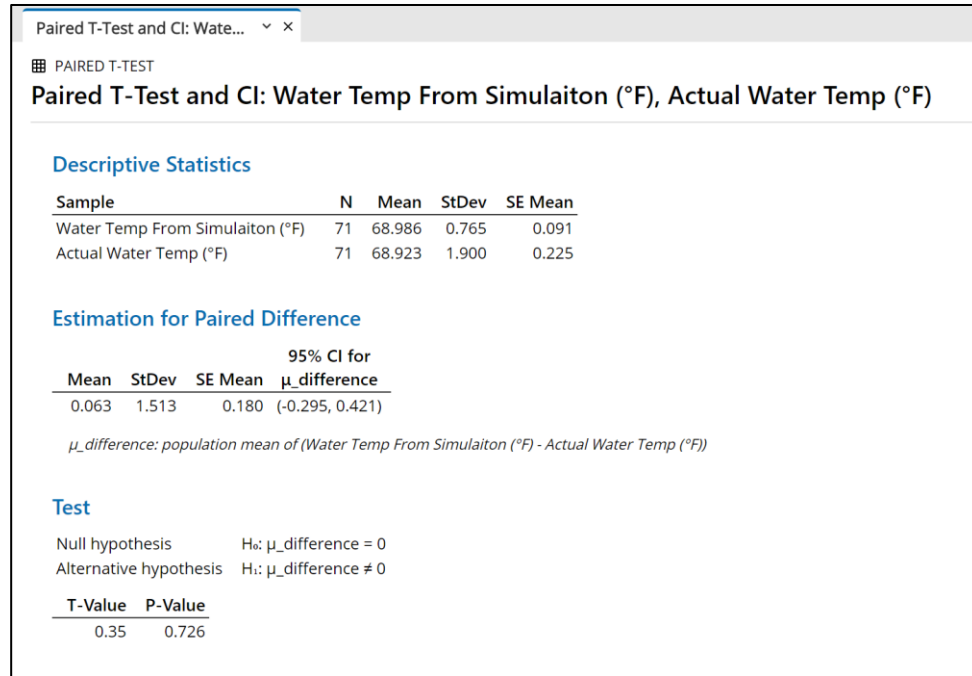 Paired T-Test and CI: Wate...
PAIRED T-TEST
Paired T-Test and CI: Water Temp From Simulaiton (°F), Actual Water Temp (°F)
Descriptive Statistics
Sample N Mean StDev SE Mean
Water Temp From Simulaiton (°F) 71 68.986 0.765 0.091
Actual Water Temp (°F) 71 68.923 1.900 0.225
Estimation for Paired Difference
95% CI for
Mean StDev SE Mean μ_difference
0.063 1.513 0.180 (-0.295, 0.421)
µ_difference: population mean of (Water Temp From Simulaiton (°F) - Actual Water Temp (°F))
Test
Null hypothesis H₀: μ_difference = 0
Alternative hypothesis H₁: μ_difference ≠ 0
T-Value P-Value
0.35 0.726